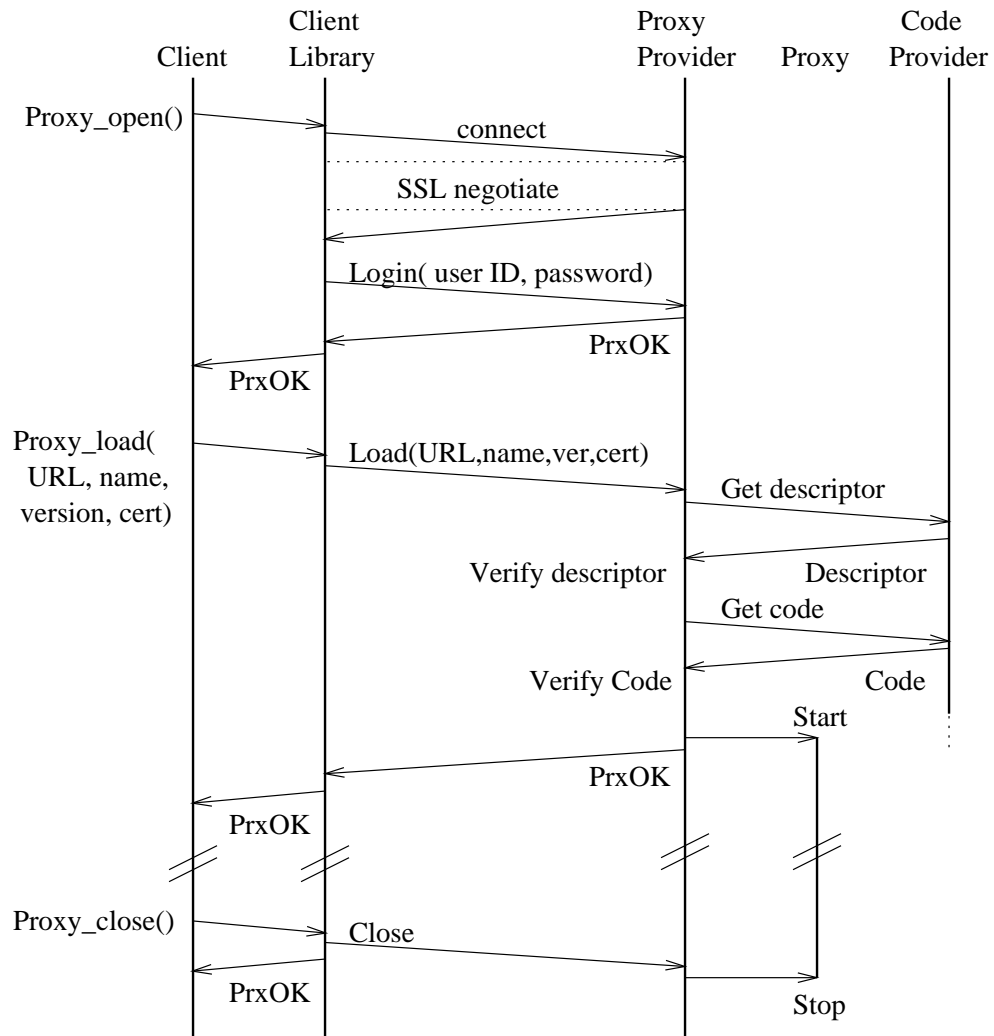 Client
Client
Library
Proxy
Provider
Proxy
Code
Provider
Proxy_open()
connect
SSL negotiate
Login( user ID, password)
PrxOK
PrxOK
Proxy_load(
URL, name,
version, cert)
Load(URL,name,ver,cert)
Get descriptor
Verify descriptor
Descriptor
Get code
Verify Code
Code
Start
PrxOK
PrxOK
Proxy_close()
Close
PrxOK
Stop